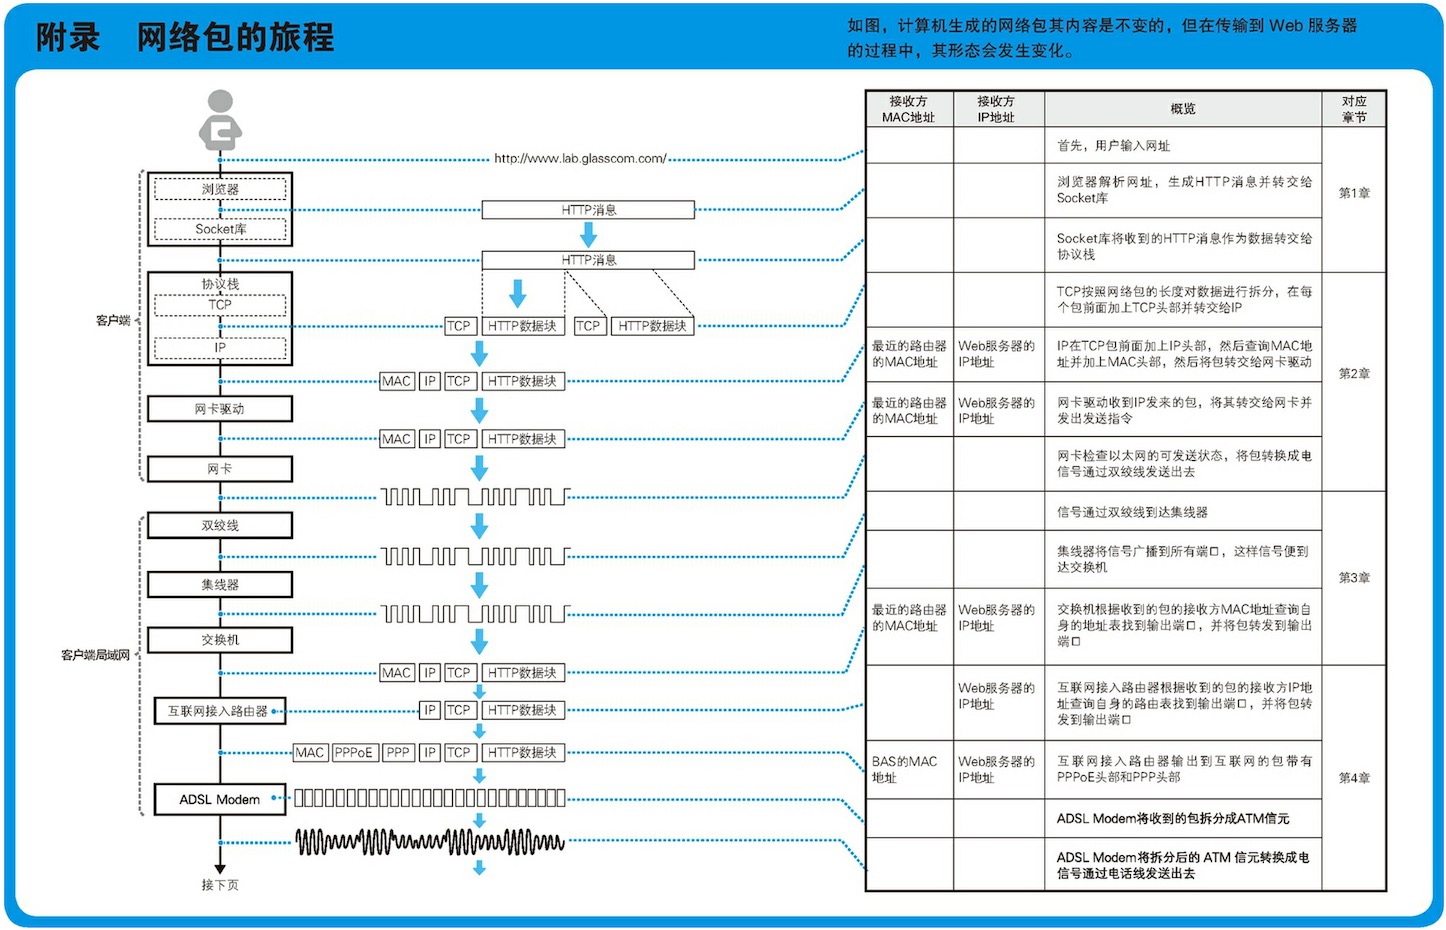 附录 网络包的旅程
如图，计算机生成的网络包其内容是不变的，但在传输到 Web 服务器
的过程中，其形态会发生变化。
http://www.lab.glasscom.com/
客户端
浏览器
HTTP消息
Socket库
HTTP消息
协议栈
TCP
TCP HTTP数据块 TCP HTTP数据块
IP
MAC IP TCP HTTP数据块
网卡驱动
MAC IP TCP HTTP数据块
网卡
客户端局域网
双绞线
集线器
交换机
MAC IP TCP HTTP数据块
互联网接入路由器
IP TCP HTTP数据块
MAC PPPoE PPP IP TCP HTTP数据块
ADSL Modem
接下页
接收方
MAC地址
接收方
IP地址
概览
对应
章节
首先，用户输入网址
浏览器解析网址，生成HTTP消息并转交给
Socket库
Socket库将收到的HTTP消息作为数据转交给
协议栈
第1章
TCP按照网络包的长度对数据进行拆分，在每
个包前面加上TCP头部并转交给IP
最近的路由器
的MAC地址
Web服务器的
IP地址
IP在TCP包前面加上IP头部，然后查询MAC地
址并加上MAC头部，然后将包转交给网卡驱动
最近的路由器
的MAC地址
Web服务器的
IP地址
网卡驱动收到IP发来的包，将其转交给网卡并
发出发送指令
网卡检查以太网的可发送状态，将包转换成电
信号通过双绞线发送出去
第2章
信号通过双绞线到达集线器
集线器将信号广播到所有端口，这样信号便到
达交换机
最近的路由器
的MAC地址
Web服务器的
IP地址
交换机根据收到的包的接收方MAC地址查询自
身的地址表找到输出端口，并将包转发到输出
端口
第3章
Web服务器的
IP地址
互联网接入路由器根据收到的包的接收方IP地
址查询自身的路由表找到输出端口，并将包转
发到输出端口
BAS的MAC
地址
Web服务器的
IP地址
互联网接入路由器输出到互联网的包带有
PPPoE头部和PPP头部
ADSL Modem将收到的包拆分成ATM信元
ADSL Modem将拆分后的 ATM 信元转换成电
信号通过电话线发送出去
第4章